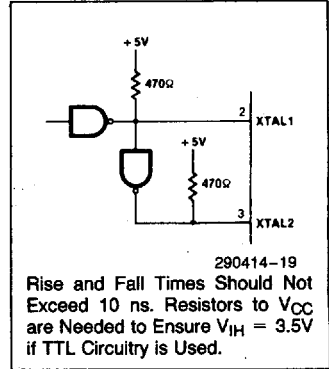 + 5V
470Ω
2
XTAL1
+ 5V
470Ω
3
XTAL2
290414–19
Rise and Fall Times Should Not
Exceed 10 ns. Resistors to VCC
are Needed to Ensure VIH = 3.5V
if TTL Circuitry is Used.